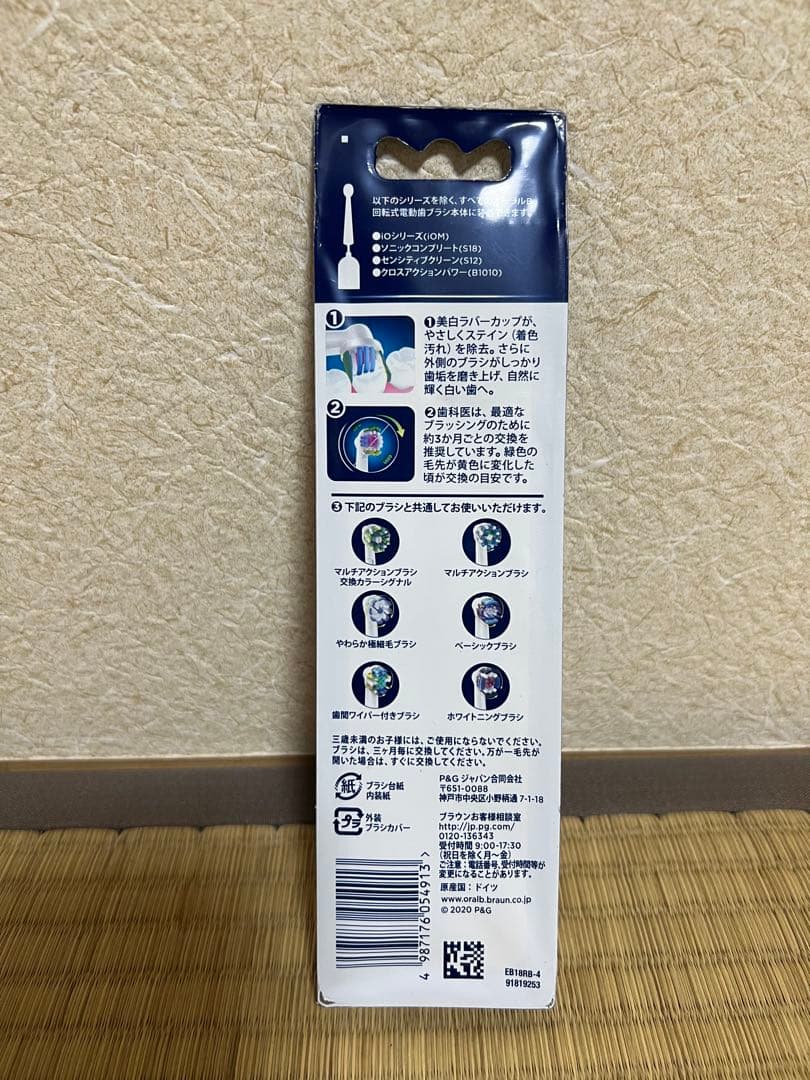 以下のシリーズを除く、すべての
回転式電動歯ブラシ本体に
●iOシリーズ(iOM)
●ソニックコンプリート(S18)
●センシティブクリーン(S12)
●クロスアクションパワー(B1010)
❶
❶美白ラバーカップが、
やさしくステイン(着色
汚れ)を除去。さらに
外側のブラシがしっかり
歯垢を磨き上げ、自然に
輝く白い歯へ。
❷
❷歯科医は、最適な
ブラッシングのために
約3か月ごとの交換を
推奨しています。緑色の
毛先が黄色に変化した
頃が交換の目安です。
❸下記のブラシと共通してお使いいただけます。
マルチアクションブラシ
交換カラーシグナル
マルチアクションブラシ
やわらか極細毛ブラシ
ベーシックブラシ
歯間ワイパー付きブラシ
ホワイトニングブラシ
三歳未満のお子様には、ご使用にならないでください。
ブラシは、三ヶ月毎に交換してください。万が一毛先が
開いた場合は、すぐに交換してください。
紙
ブラシ台紙
内装紙
プラ
外装
ブラシカバー
P&G ジャパン合同会社
〒651-0088
神戸市中央区小野柄通 7-1-18
ブラウンお客様相談室
http://jp.pg.com/
0120-136343
受付時間 9:00-17:30
(祝日を除く月〜金)
ご注意:電話番号、受付時間等が
変更になることがあります。
原産国:ドイツ
www.oralb.braun.co.jp
© 2020 P&G
4 987176 054913 >
EB18RB-4
91819253